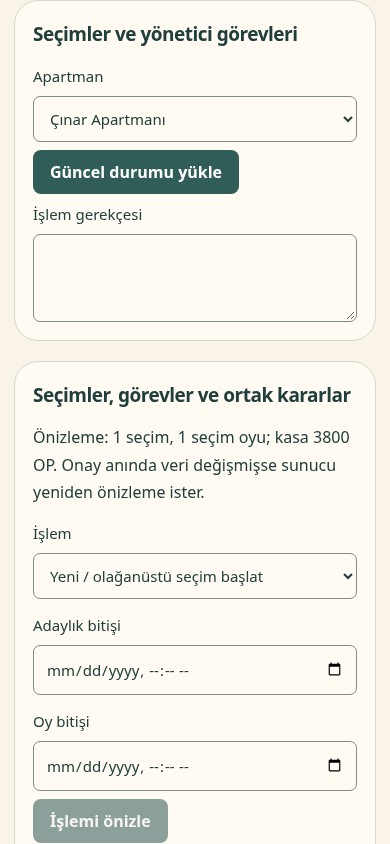 Seçimler ve yönetici görevleri
Apartman
Çınar Apartmanı
Güncel durumu yükle
İşlem gerekçesi
Seçimler, görevler ve ortak kararlar
Önizleme: 1 seçim, 1 seçim oyu; kasa 3800
OP. Onay anında veri değişmişse sunucu
yeniden önizleme ister.
İşlem
Yeni / olağanüstü seçim başlat
Adaylık bitişi
mm/dd/yyyy, --:-- --
Oy bitişi
mm/dd/yyyy, --:-- --
İşlemi önizle